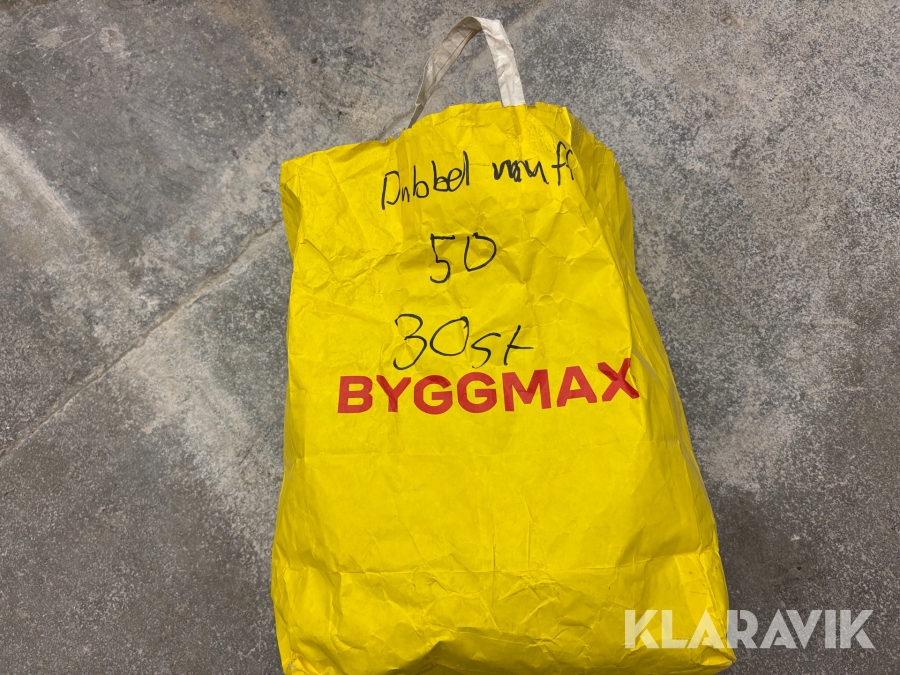 Dubbel muff
50
30st
BYGGMAX
KLARAVIK